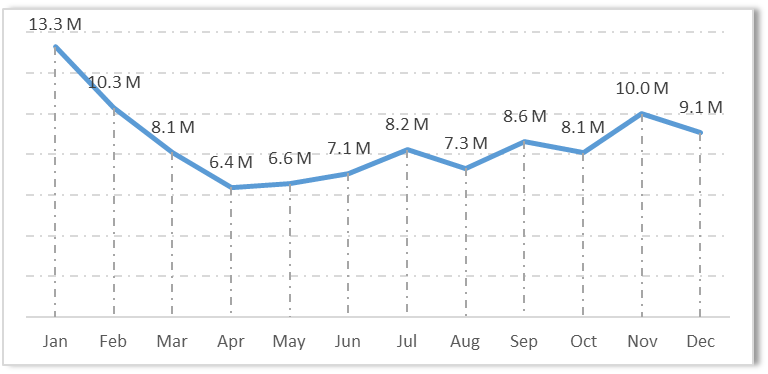 13.3 M
10.3 M
8.1 M
6.4 M
6.6 M
7.1 M
8.2 M
7.3 M
8.6 M
8.1 M
10.0 M
9.1 M
Jan Feb Mar Apr May Jun Jul Aug Sep Oct Nov Dec